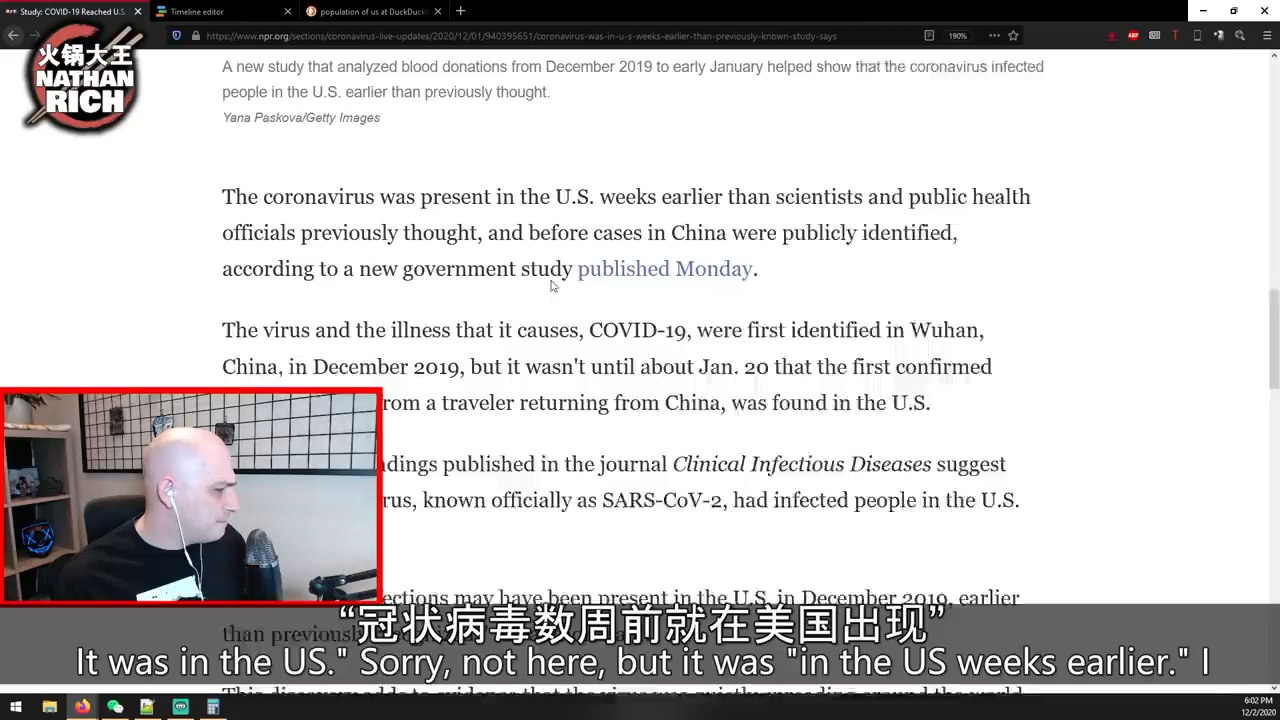 Study: COVID-19 Reached U.S.
Timeline editor
population of us at DuckDuckG
https://www.npr.org/sections/coronavirus-live-updates/2020/12/01/940395651/coronavirus-was-in-u-s-weeks-earlier-than-previously-known-study-says
190%
火锅大王
NATHAN
RICH
A new study that analyzed blood donations from December 2019 to early January helped show that the coronavirus infected
people in the U.S. earlier than previously thought.
Yana Paskova/Getty Images
The coronavirus was present in the U.S. weeks earlier than scientists and public health
officials previously thought, and before cases in China were publicly identified,
according to a new government study published Monday.
The virus and the illness that it causes, COVID-19, were first identified in Wuhan,
China, in December 2019, but it wasn't until about Jan. 20 that the first confirmed
from a traveler returning from China, was found in the U.S.
published in the journal Clinical Infectious Diseases suggest
known officially as SARS-CoV-2, had infected people in the U.S.
may have been present in the U.S. in December 2019, earlier
than previously
“冠状病毒数周前就在美国出现”
It was in the US." Sorry, not here, but it was "in the US weeks earlier." I
6:02 PM
12/2/2020